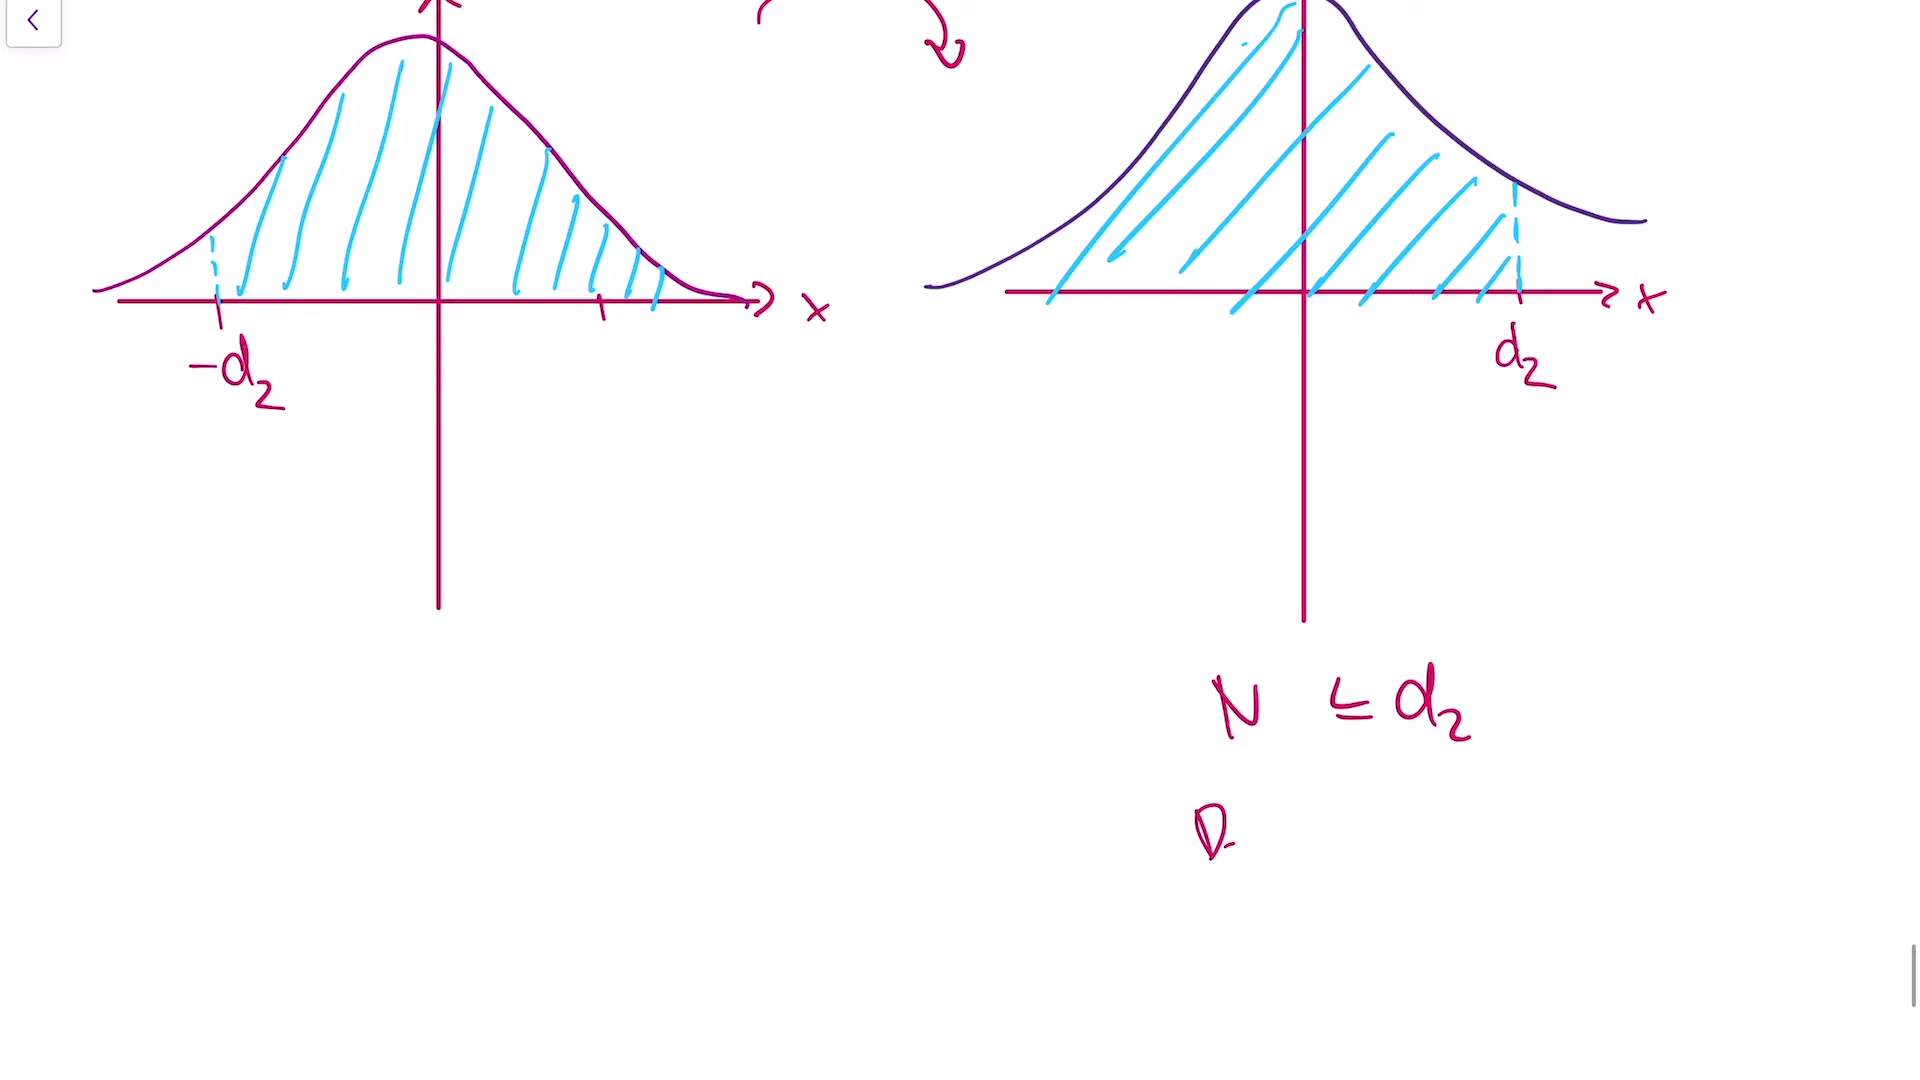 x
x
-d₂
d₂
N ≤ d₂
D